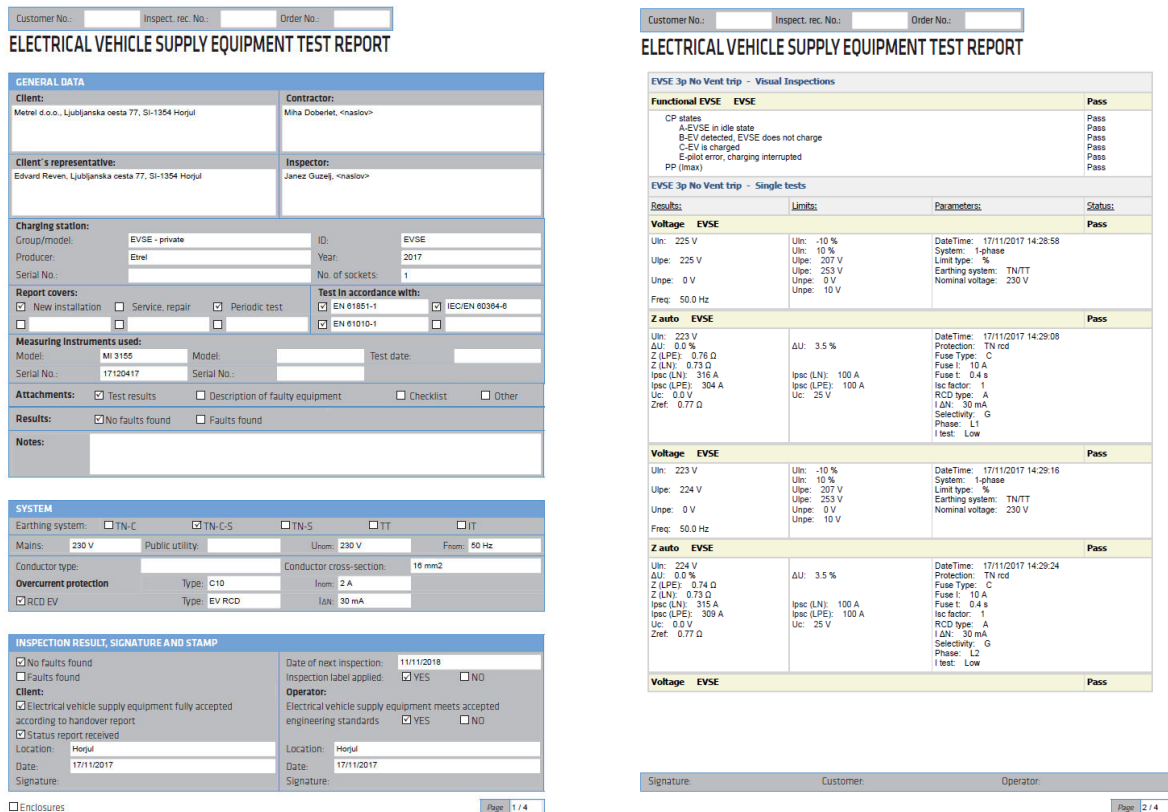 Customer No.: Inspect. rec. No.: Order No.:
ELECTRICAL VEHICLE SUPPLY EQUIPMENT TEST REPORT
GENERAL DATA
Client: Contractor:
Metrel d.o.o., Ljubljanska cesta 77, SI-1354 Horjul Miha Doberlet, <naslov>
Client´s representative: Inspector:
Edvard Reven, Ljubljanska cesta 77, SI-1354 Horjul Janez Guzelj, <naslov>
Charging station:
Group/model: EVSE - private ID: EVSE
Producer: Etrel Year: 2017
Serial No.: No. of sockets: 1
Report covers: Test in accordance with:
New installation Service, repair Periodic test EN 61851-1 IEC/EN 60364-6
EN 61010-1
Measuring instruments used:
Model: MI 3155 Model: Test date:
Serial No.: 17120417 Serial No.:
Attachments: Test results Description of faulty equipment Checklist Other
Results: No faults found Faults found
Notes:
SYSTEM
Earthing system: TN-C TN-C-S TN-S TT IT
Mains: 230 V Public utility: Unom: 230 V Fnom: 50 Hz
Conductor type: Conductor cross-section: 16 mm2
Overcurrent protection Type: C10 Inom: 2 A
RCD EV Type: EV RCD IΔN: 30 mA
INSPECTION RESULT, SIGNATURE AND STAMP
No faults found Date of next inspection: 11/11/2018
Faults found Inspection label applied: YES NO
Client: Operator:
Electrical vehicle supply equipment fully accepted Electrical vehicle supply equipment meets accepted
according to handover report engineering standards YES NO
Status report received
Location: Horjul Location: Horjul
Date: 17/11/2017 Date: 17/11/2017
Signature: Signature:
Enclosures Page 1 / 4
Customer No.: Inspect. rec. No.: Order No.:
ELECTRICAL VEHICLE SUPPLY EQUIPMENT TEST REPORT
EVSE 3p No Vent trip - Visual Inspections
Functional EVSE EVSE Pass
CP states Pass
A-EVSE in idle state Pass
B-EV detected, EVSE does not charge Pass
C-EV is charged Pass
E-pilot error, charging interrupted Pass
PP (Imax) Pass
EVSE 3p No Vent trip - Single tests
Results: Limits: Parameters: Status:
Voltage EVSE Pass
Uln: 225 V Uln: -10 % DateTime: 17/11/2017 14:28:58
Uln: 10 % System: 1-phase
Ulpe: 225 V Ulpe: 207 V Limit type: %
Ulpe: 253 V Earthing system: TN/TT
Unpe: 0 V Unpe: 0 V Nominal voltage: 230 V
Unpe: 10 V
Freq: 50.0 Hz
Z auto EVSE Pass
Uln: 223 V DateTime: 17/11/2017 14:29:08
ΔU: 0.0 % ΔU: 3.5 % Protection: TN rcd
Z (LPE): 0.76 Ω Fuse Type: C
Z (LN): 0.73 Ω Fuse I: 10 A
Ipsc (LN): 316 A Ipsc (LN): 100 A Fuse t: 0.4 s
Ipsc (LPE): 304 A Ipsc (LPE): 100 A Isc factor: 1
Uc: 0.0 V Uc: 25 V RCD type: A
Zref: 0.77 Ω I ΔN: 30 mA
Selectivity: G
Phase: L1
I test: Low
Voltage EVSE Pass
Uln: 223 V Uln: -10 % DateTime: 17/11/2017 14:29:16
Uln: 10 % System: 1-phase
Ulpe: 224 V Ulpe: 207 V Limit type: %
Ulpe: 253 V Earthing system: TN/TT
Unpe: 0 V Unpe: 0 V Nominal voltage: 230 V
Unpe: 10 V
Freq: 50.0 Hz
Z auto EVSE Pass
Uln: 224 V DateTime: 17/11/2017 14:29:24
ΔU: 0.0 % ΔU: 3.5 % Protection: TN rcd
Z (LPE): 0.74 Ω Fuse Type: C
Z (LN): 0.73 Ω Fuse I: 10 A
Ipsc (LN): 315 A Ipsc (LN): 100 A Fuse t: 0.4 s
Ipsc (LPE): 309 A Ipsc (LPE): 100 A Isc factor: 1
Uc: 0.0 V Uc: 25 V RCD type: A
Zref: 0.77 Ω I ΔN: 30 mA
Selectivity: G
Phase: L2
I test: Low
Voltage EVSE Pass
Signature: Customer: Operator:
Page 2 / 4